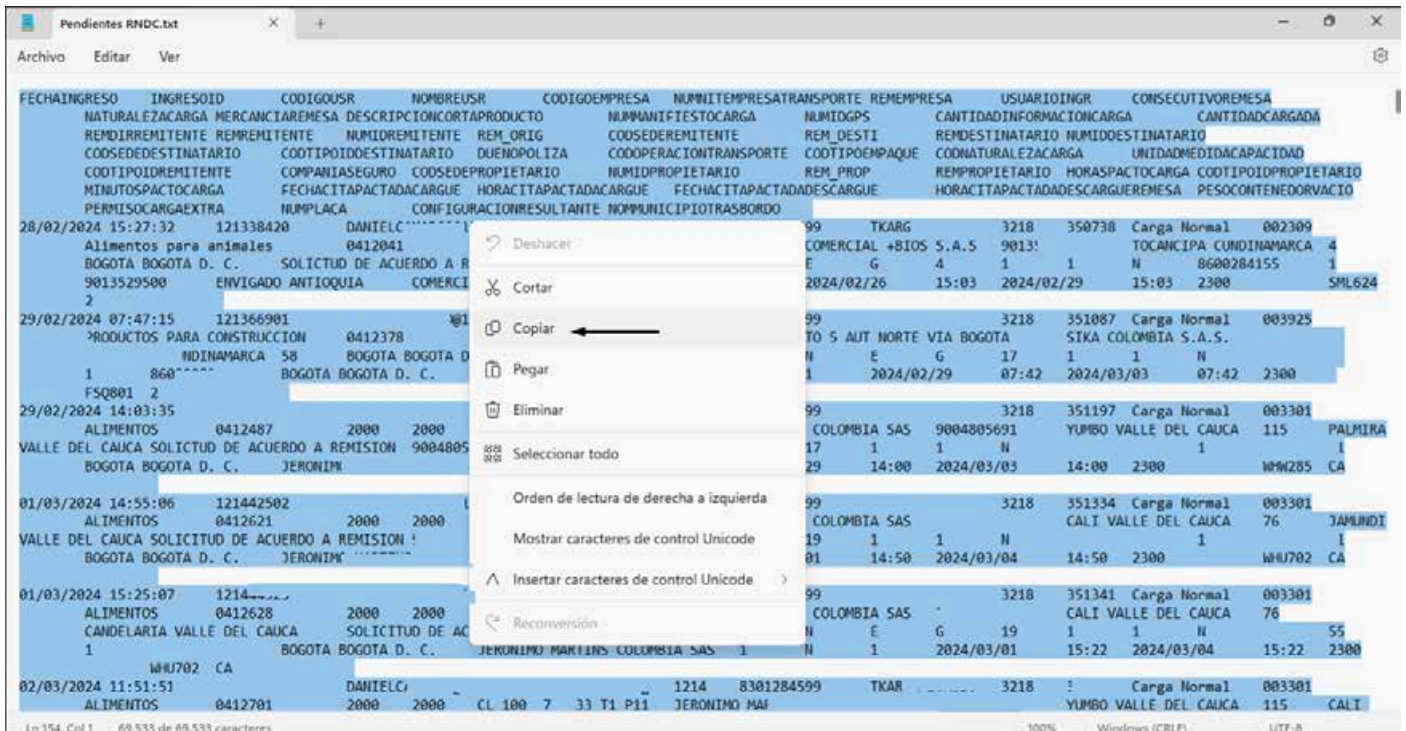 Pendientes RNDC.txt
Archivo Editar Ver
FECHAINGRESO INGRESOID CODIGOUSR NOMBREUSR CODIGOEMPRESA NUMNITEMPRESATRANSPORTE REMEMPRESA USUARIOINGR CONSECUTIVOREMESA
NATURALEZACARGA MERCANCIAREMESA DESCRIPCIONCORTAPRODUCTO NUMMANIFIESTOCARGA NUMIDGPS CANTIDADINFORMACIONCARGA CANTIDADCARGADA
REMDIRREMITENTE REMREMITENTE NUMIDREMITENTE REM_ORIG CODSEDEREMITENTE REM_DESTI REMDESTINATARIO NUMIDDESTINATARIO
CODSEDEDESTINATARIO CODTIPOIDDESTINATARIO DUENOPOLIZA CODOPERACIONTRANSPORTE CODTIPOEMPAQUE CODNATURALEZACARGA UNIDADMEDIDACAPACIDAD
CODTIPOIDREMITENTE COMPANIASEGURO CODSEDEPROPIETARIO NUMIDPROPIETARIO REM_PROP REMPROPIETARIO HORASPACTOCARGA CODTIPOIDPROPIETARIO
MINUTOSPACTOCARGA FECHACITAPACTADACARGUE HORACITAPACTADACARGUE FECHACITAPACTADADESCARGUE HORACITAPACTADADESCARGUEREMESA PESOCONTENEDORVACIO
PERMISOCARGAEXTRA NUMPLACA CONFIGURACIONRESULTANTE NOMMUNICIPIOTRASBORDO
28/02/2024 15:27:32 121338420 DANIELC 99 TKARG 3218 350738 Carga Normal 002309
Alimentos para animales 0412041 COMERCIAL +BIOS S.A.S TOCANCIPA CUNDINAMARCA 4
BOGOTA BOGOTA D. C. SOLICTUD DE ACUERDO A R E G 4 1 1 N 8600284155 1
9013529500 ENVIGADO ANTIOQUIA COMERCI 2024/02/26 15:03 2024/02/29 15:03 2300 SML624
2
29/02/2024 07:47:15 121366901 99 3218 351087 Carga Normal 003925
PRODUCTOS PARA CONSTRUCCION 0412378 TO 5 AUT NORTE VIA BOGOTA SIKA COLOMBIA S.A.S.
NDINAMARCA 58 BOGOTA BOGOTA D N E G 17 1 1 N
1 860 BOGOTA BOGOTA D. C. 1 2024/02/29 07:42 2024/03/03 07:42 2300
FSQ801 2
29/02/2024 14:03:35 99 3218 351197 Carga Normal 003301
ALIMENTOS 0412487 2000 2000 COLOMBIA SAS 9004805691 YUMBO VALLE DEL CAUCA 115 PALMIRA
VALLE DEL CAUCA SOLICTUD DE ACUERDO A REMISION 9004805 17 1 1 N 1 1
BOGOTA BOGOTA D. C. JERONIM 29 14:00 2024/03/03 14:00 2300 WHW285 CA
01/03/2024 14:55:06 121442502 99 3218 351334 Carga Normal 003301
ALIMENTOS 0412621 2000 2000 COLOMBIA SAS CALI VALLE DEL CAUCA 76 JAMUNDI
VALLE DEL CAUCA SOLICITUD DE ACUERDO A REMISION 19 1 1 N 1 1
BOGOTA BOGOTA D. C. JERONIM 01 14:50 2024/03/04 14:50 2300 WHU702 CA
01/03/2024 15:25:07 99 3218 351341 Carga Normal 003301
ALIMENTOS 0412628 2000 2000 COLOMBIA SAS CALI VALLE DEL CAUCA 76
CANDELARIA VALLE DEL CAUCA SOLICITUD DE AC N E G 19 1 1 N 55
1 BOGOTA BOGOTA D. C. JERONIMO MARTINS COLOMBIA SAS 1 N 1 2024/03/01 15:22 2024/03/04 15:22 2300
WHU702 CA
02/03/2024 11:51:51 DANIELC 1214 8301284599 TKAR 3218 Carga Normal 003301
ALIMENTOS 0412701 2000 2000 CL 100 7 33 T1 P11 JERONIMO MAR YUMBO VALLE DEL CAUCA 115 CALI
Deshacer
Cortar
Copiar
Pegar
Eliminar
Seleccionar todo
Orden de lectura de derecha a izquierda
Mostrar caracteres de control Unicode
Insertar caracteres de control Unicode
Reconversión
Ln 154, Col 1 69.533 de 69.533 caracteres 100% Windows (CRLF) UTF-8